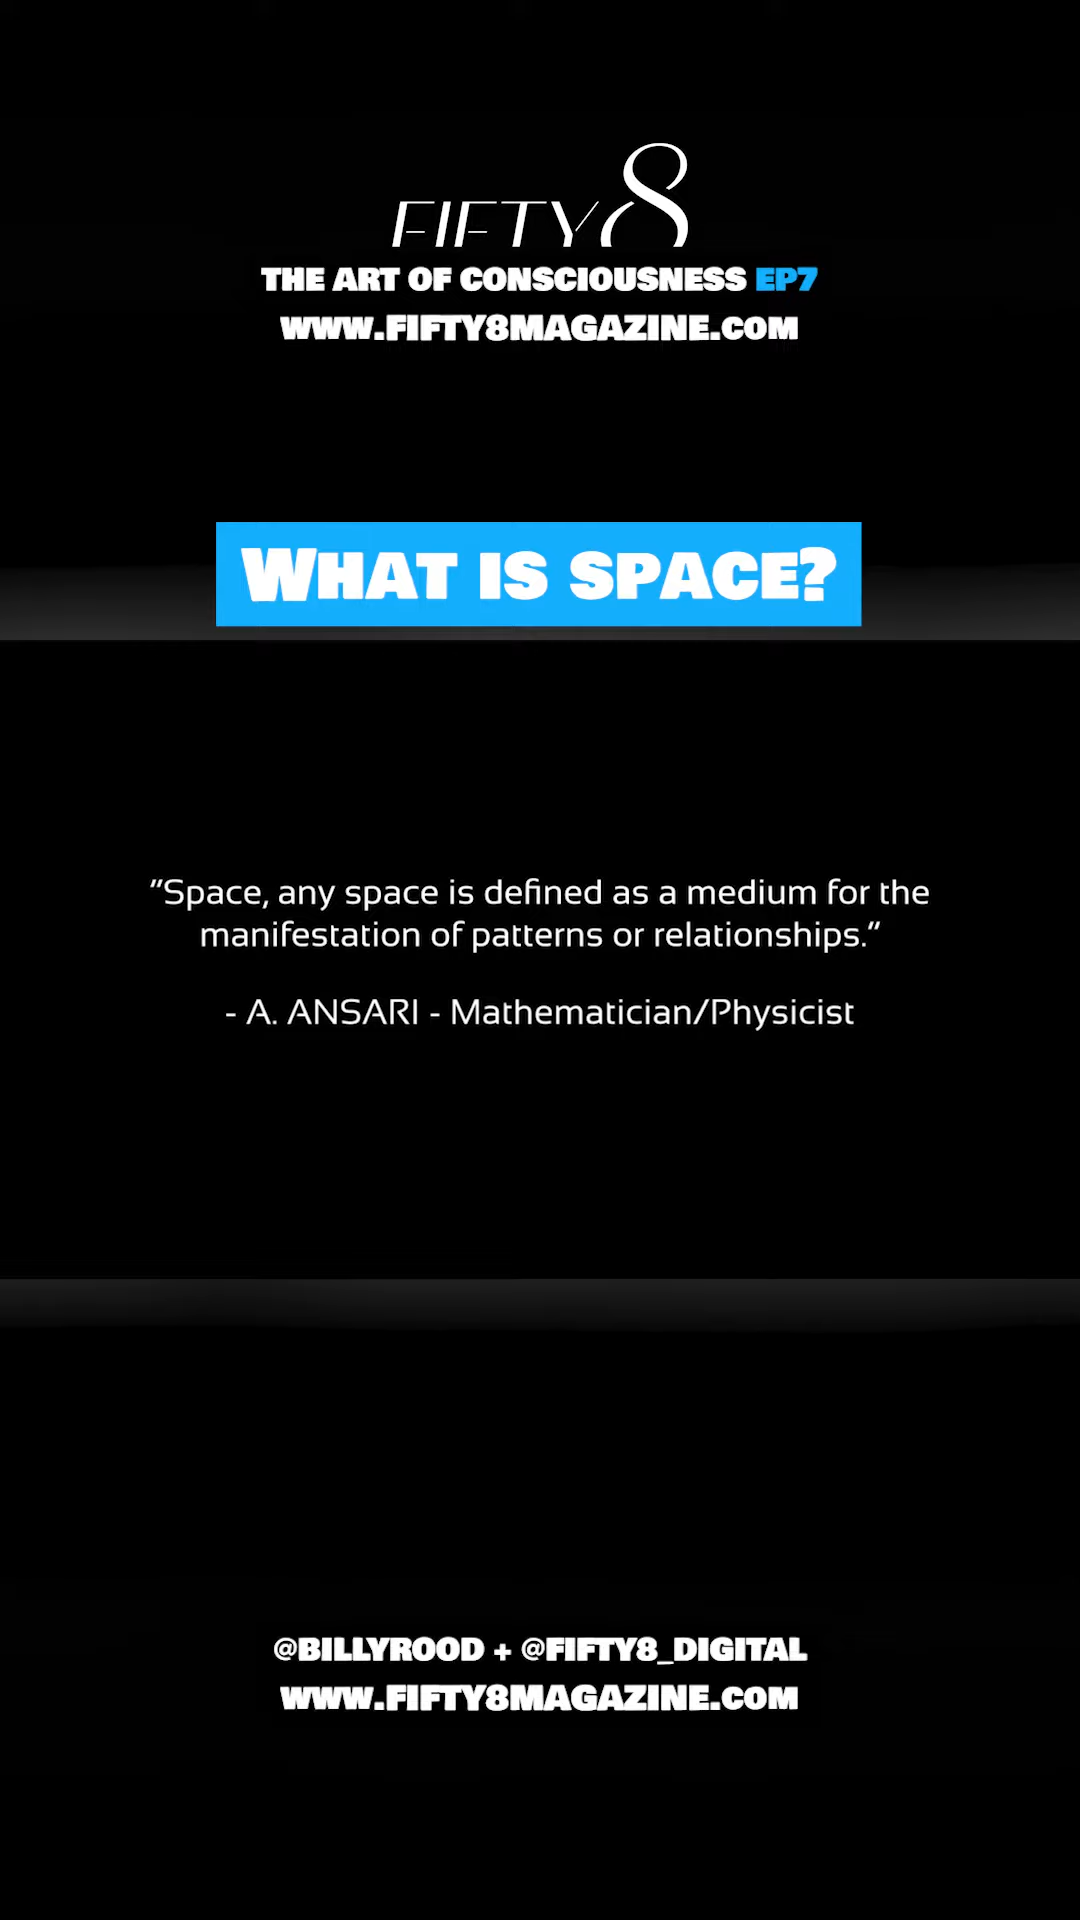 FIFTY8
THE ART OF CONSCIOUSNESS EP7
WWW.FIFTY8MAGAZINE.COM
WHAT IS SPACE?
“Space, any space is defined as a medium for the
manifestation of patterns or relationships.“
- A. ANSARI - Mathematician/Physicist
@BILLYROOD + @FIFTY8_DIGITAL
WWW.FIFTY8MAGAZINE.COM